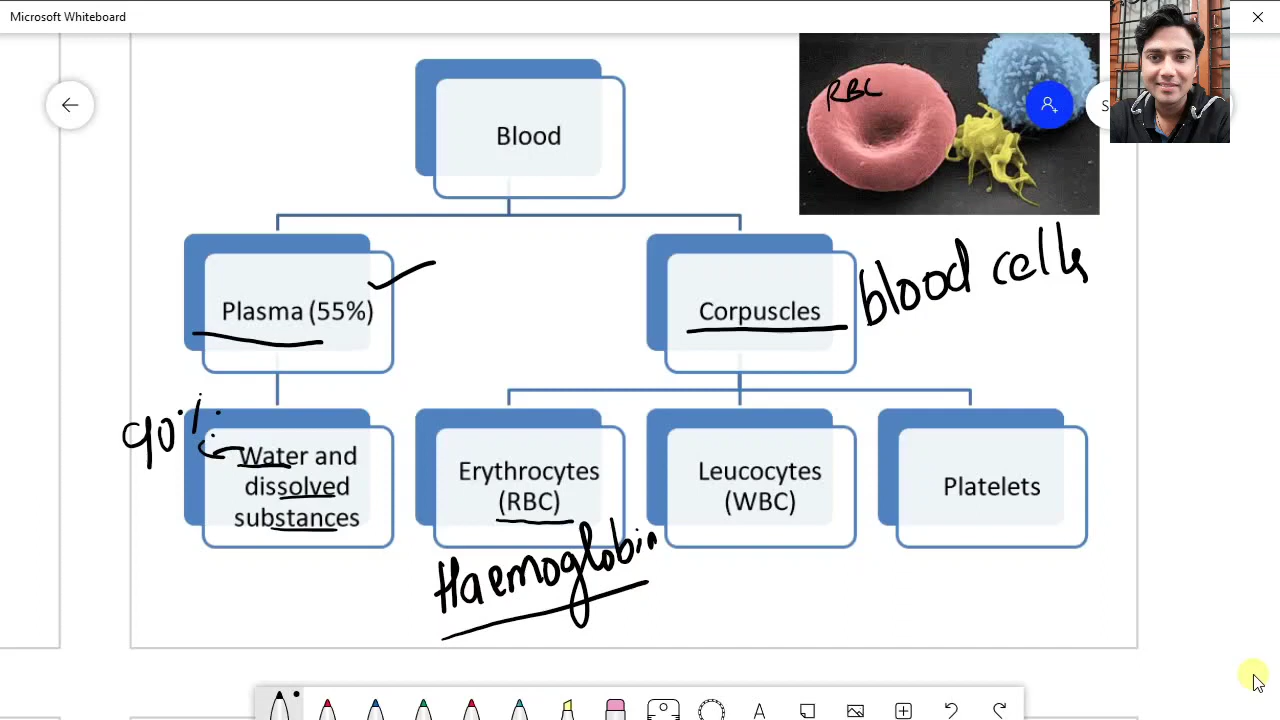 Microsoft Whiteboard
RBC
S
Blood
Plasma (55%)
Corpuscles
blood cells
90%
Water and
dissolved
substances
Erythrocytes
(RBC)
Leucocytes
(WBC)
Platelets
Haemoglobin
A